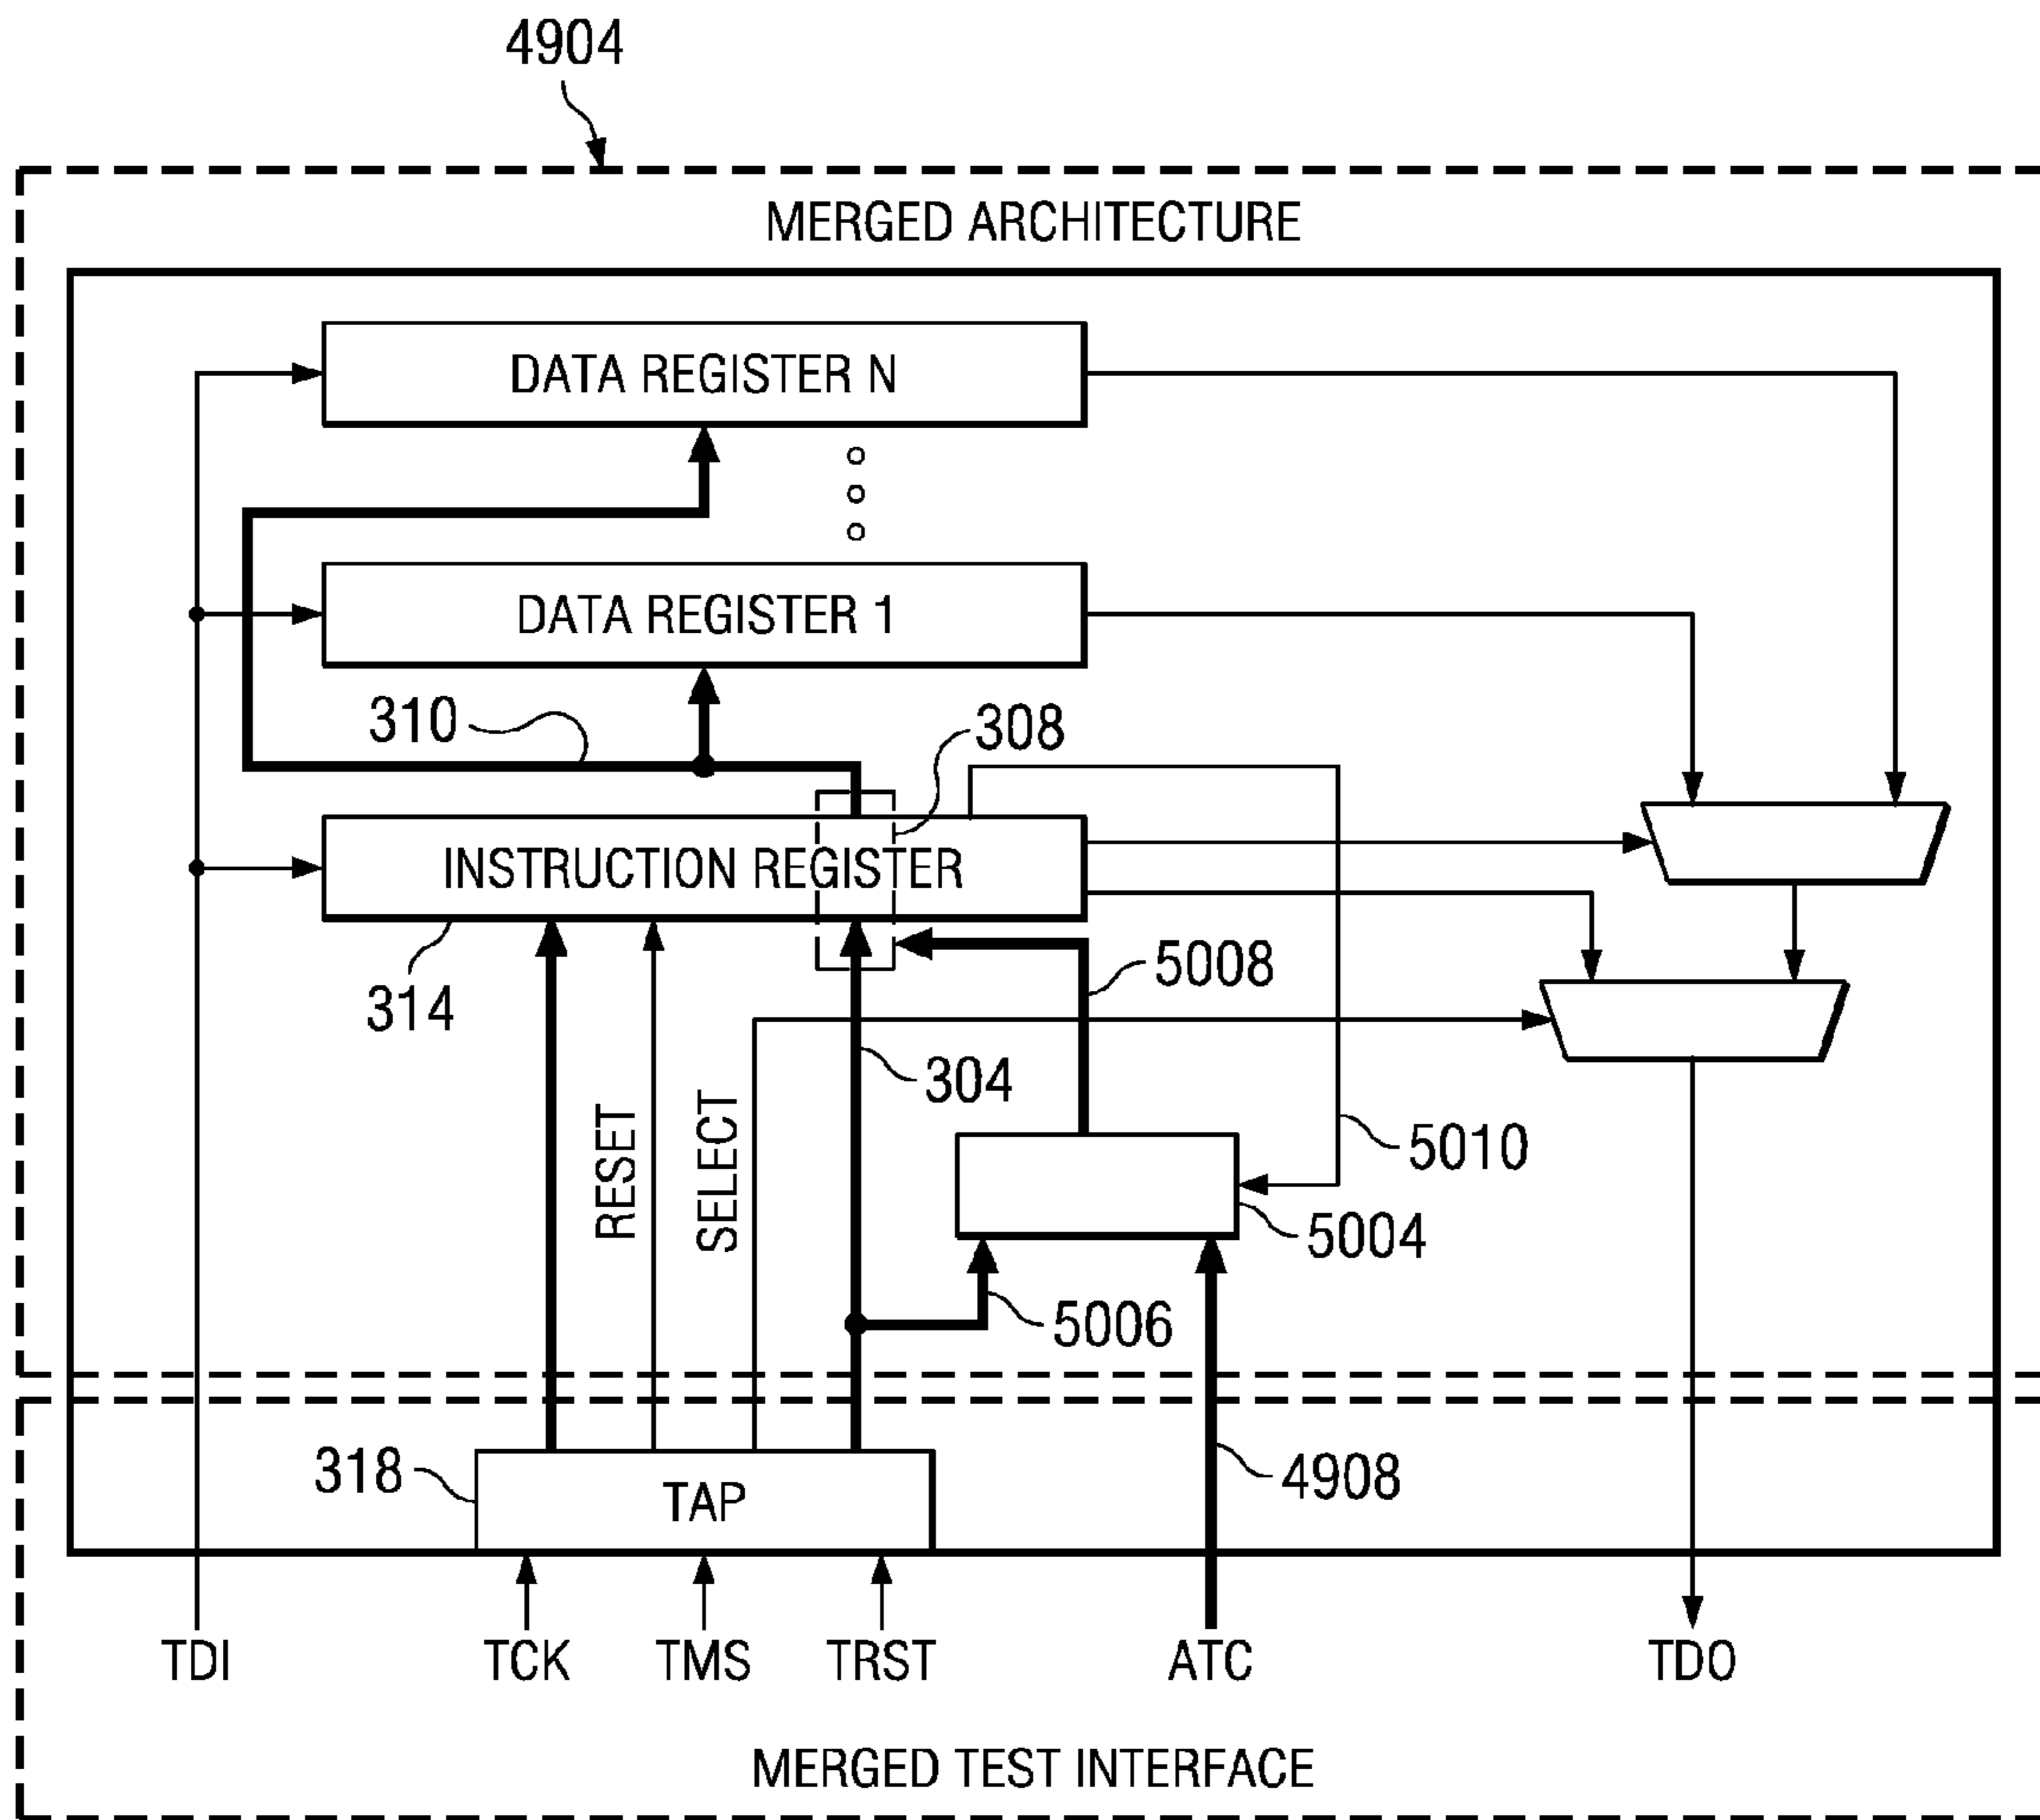 4904
MERGED ARCHITECTURE
DATA REGISTER N
DATA REGISTER 1
310
308
INSTRUCTION REGISTER
314
5008
304
RESET
SELECT
5010
5004
5006
318
TAP
4908
TDI
TCK
TMS
TRST
ATC
TDO
MERGED TEST INTERFACE